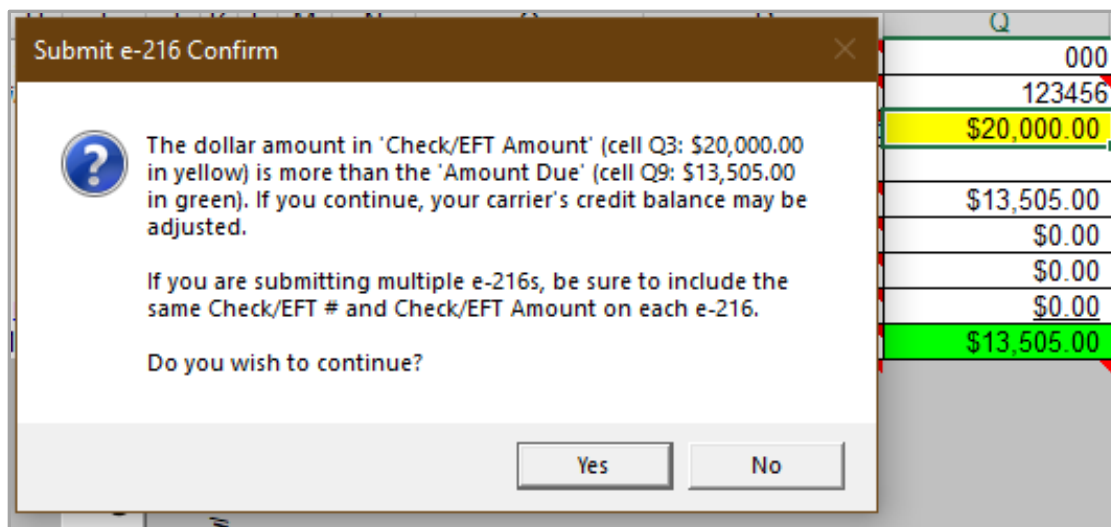 Q
Submit e-216 Confirm
000
123456
The dollar amount in 'Check/EFT Amount' (cell Q3: $20,000.00
in yellow) is more than the 'Amount Due' (cell Q9: $13,505.00
in green). If you continue, your carrier's credit balance may be
adjusted.
If you are submitting multiple e-216s, be sure to include the
same Check/EFT # and Check/EFT Amount on each e-216.
Do you wish to continue?
Yes
No
$20,000.00
$13,505.00
$0.00
$0.00
$0.00
$13,505.00